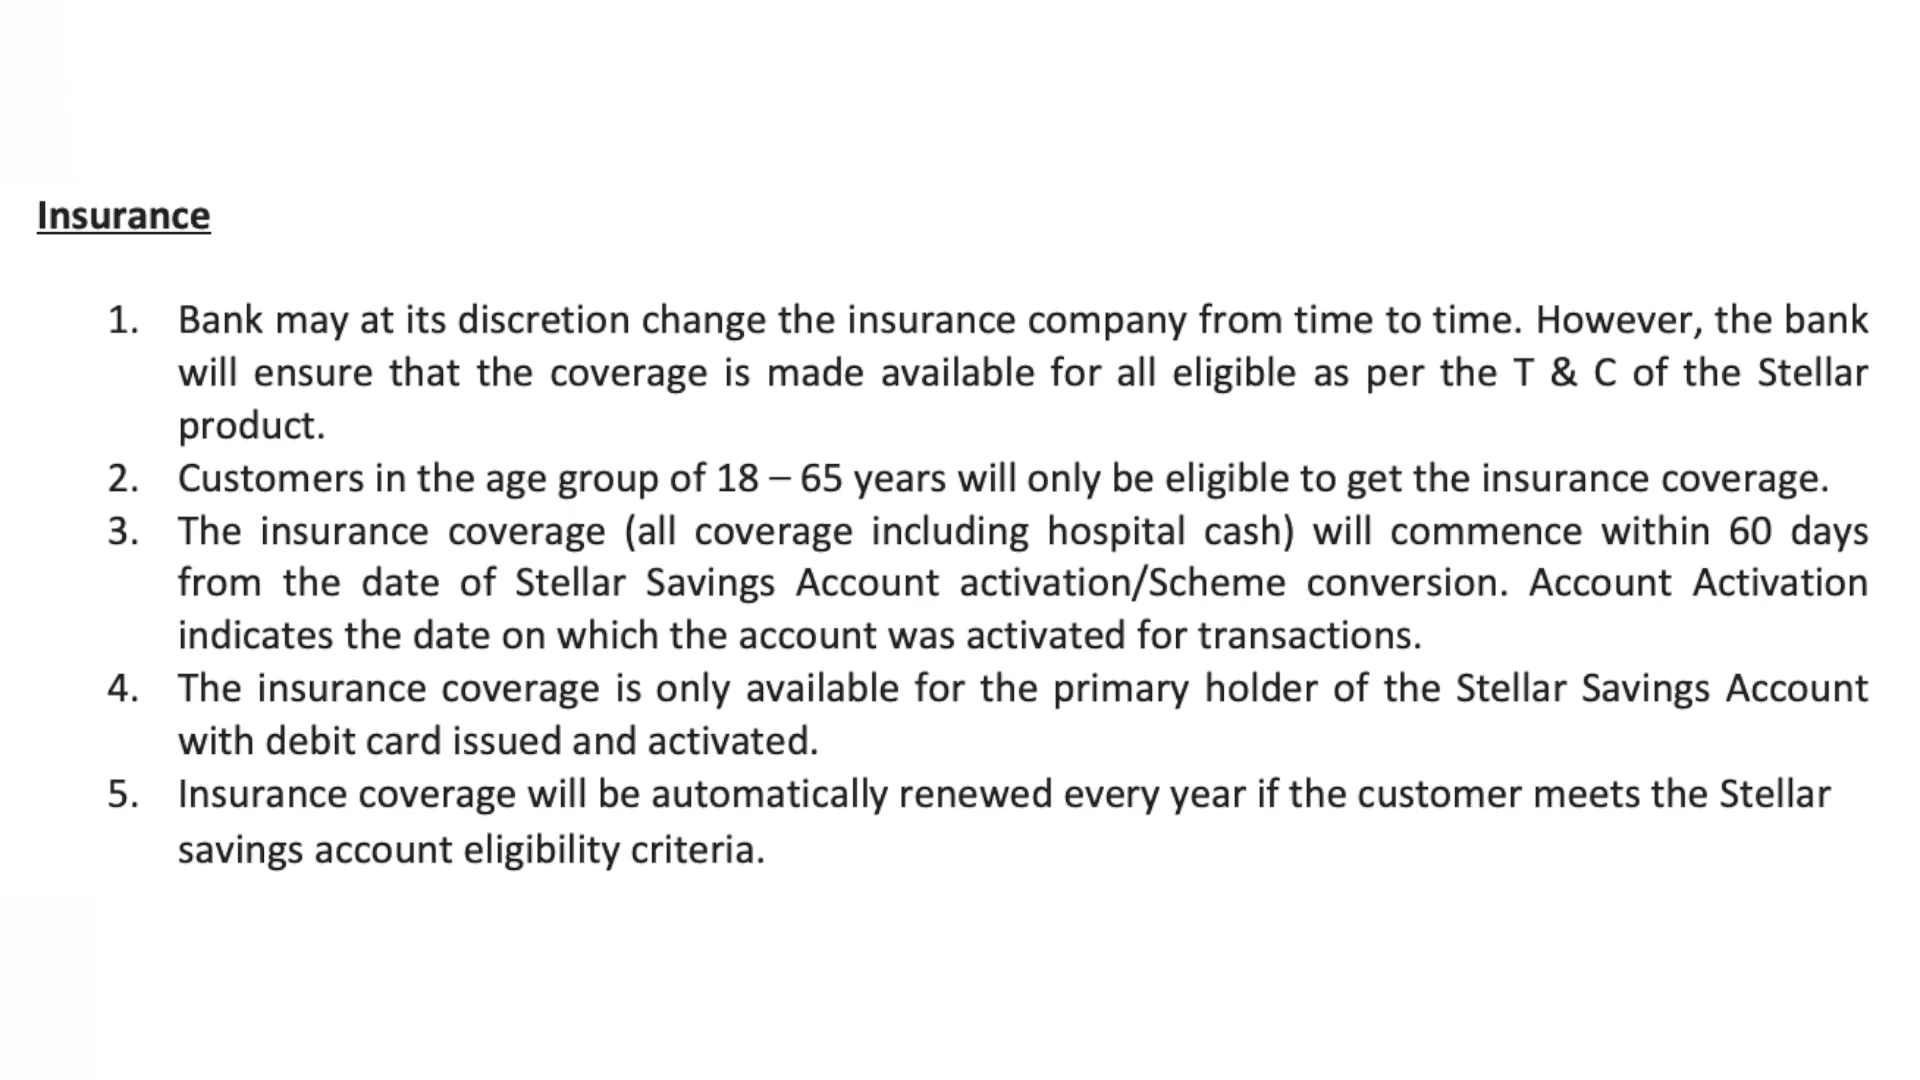 Insurance
1. Bank may at its discretion change the insurance company from time to time. However, the bank
will ensure that the coverage is made available for all eligible as per the T & C of the Stellar
product.
2. Customers in the age group of 18 – 65 years will only be eligible to get the insurance coverage.
3. The insurance coverage (all coverage including hospital cash) will commence within 60 days
from the date of Stellar Savings Account activation/Scheme conversion. Account Activation
indicates the date on which the account was activated for transactions.
4. The insurance coverage is only available for the primary holder of the Stellar Savings Account
with debit card issued and activated.
5. Insurance coverage will be automatically renewed every year if the customer meets the Stellar
savings account eligibility criteria.